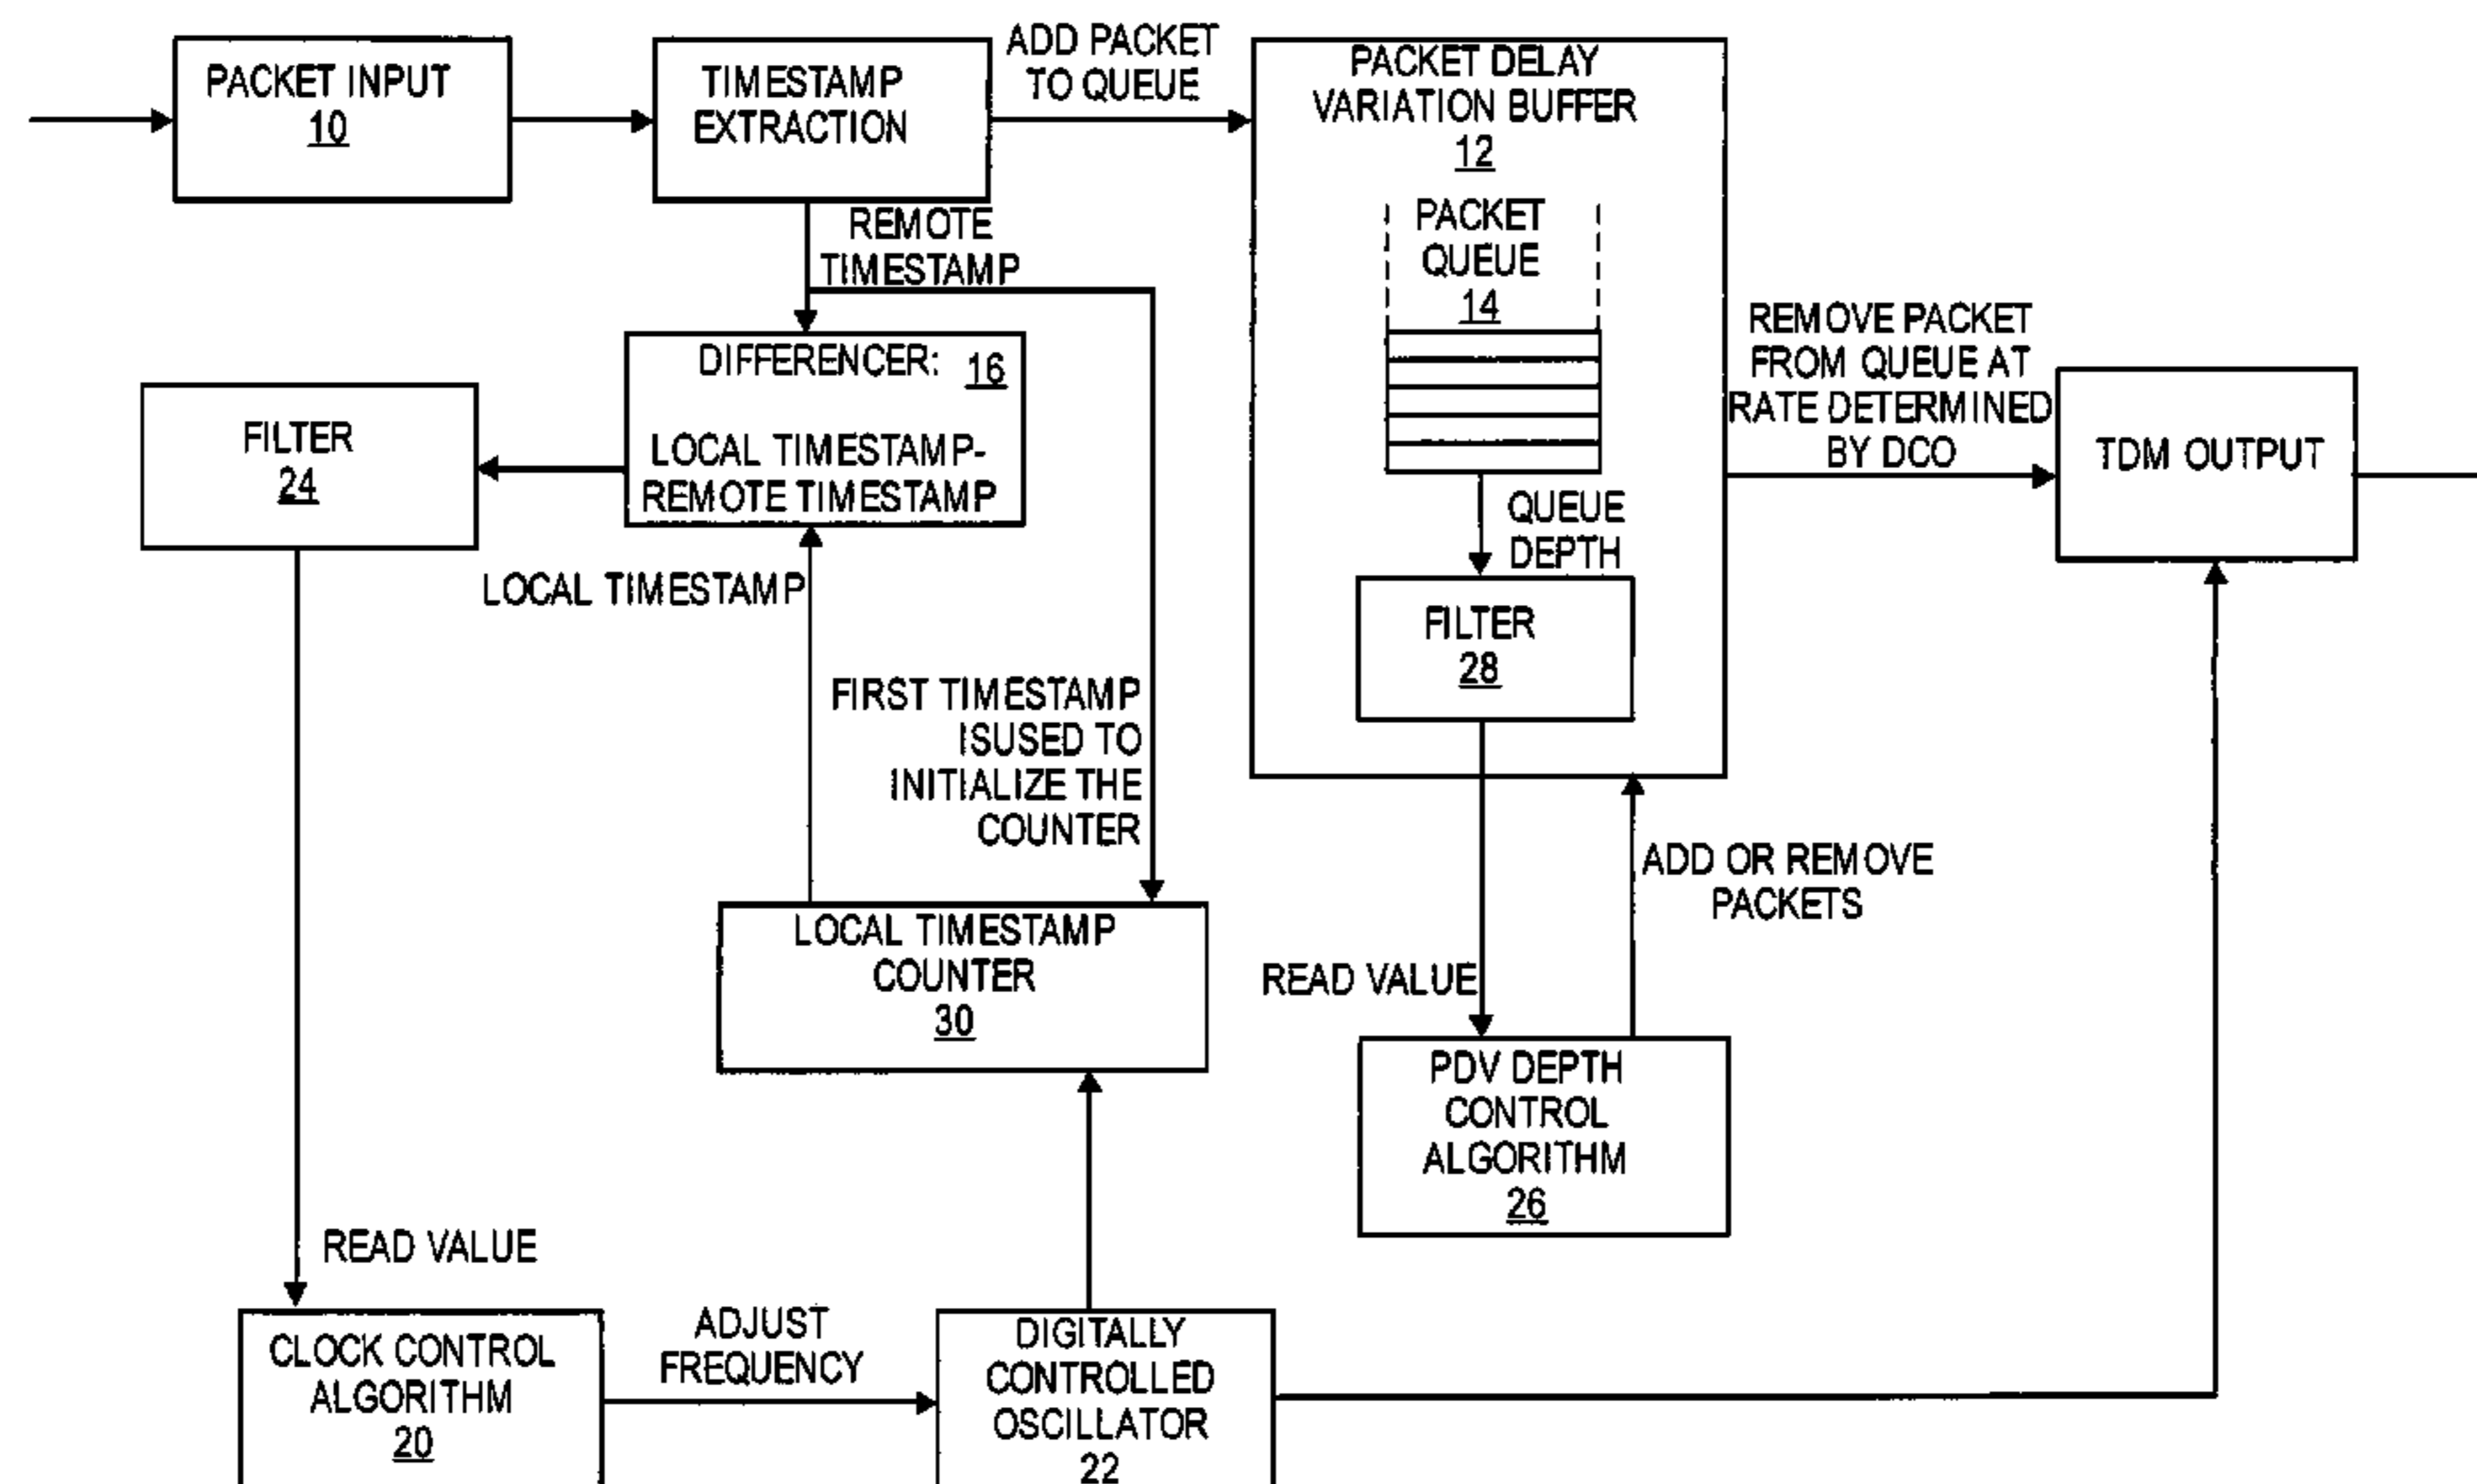 PACKET INPUT
10
TIMESTAMP
EXTRACTION
ADD PACKET
TO QUEUE
PACKET DELAY
VARIATION BUFFER
12
PACKET
QUEUE
14
REMOTE
TIMESTAMP
DIFFERENCER: 16
LOCAL TIMESTAMP-
REMOTE TIMESTAMP
FILTER
24
REMOVE PACKET
FROM QUEUE AT
RATE DETERMINED
BY DCO
TDM OUTPUT
QUEUE
DEPTH
FILTER
28
LOCAL TIMESTAMP
FIRST TIMESTAMP
ISUSED TO
INITIALIZE THE
COUNTER
ADD OR REMOVE
PACKETS
LOCAL TIMESTAMP
COUNTER
30
READ VALUE
PDV DEPTH
CONTROL
ALGORITHM
26
READ VALUE
CLOCK CONTROL
ALGORITHM
20
ADJUST
FREQUENCY
DIGITALLY
CONTROLLED
OSCILLATOR
22